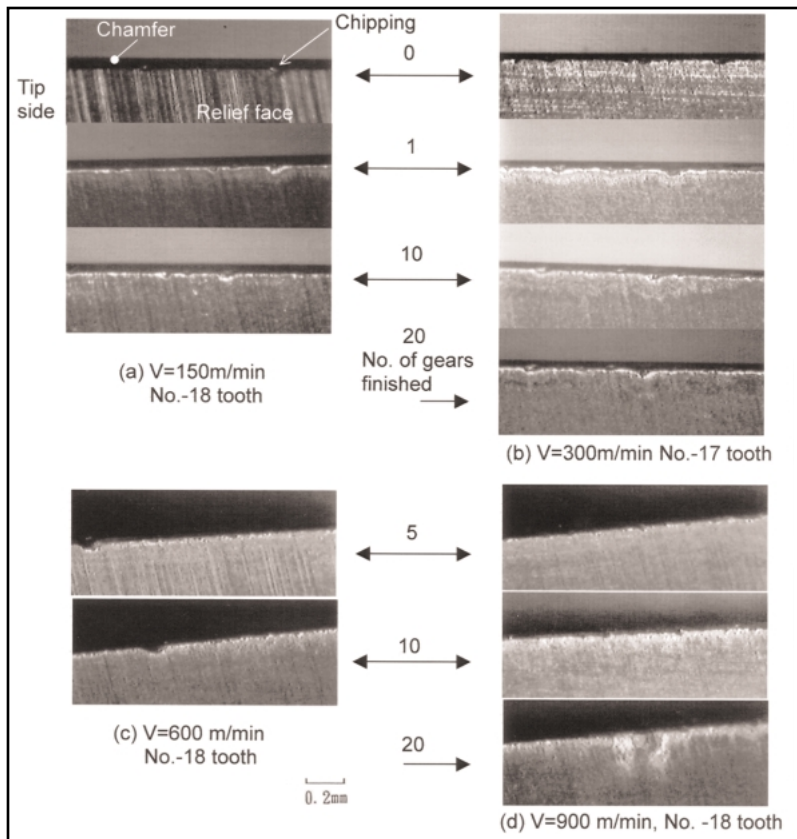 Chamfer
Chipping
Tip
side
Relief face
0
1
10
20
No. of gears
finished
(a) V=150m/min
No.-18 tooth
(b) V=300m/min No.-17 tooth
5
10
20
(c) V=600 m/min
No.-18 tooth
0.2mm
(d) V=900 m/min, No. -18 tooth